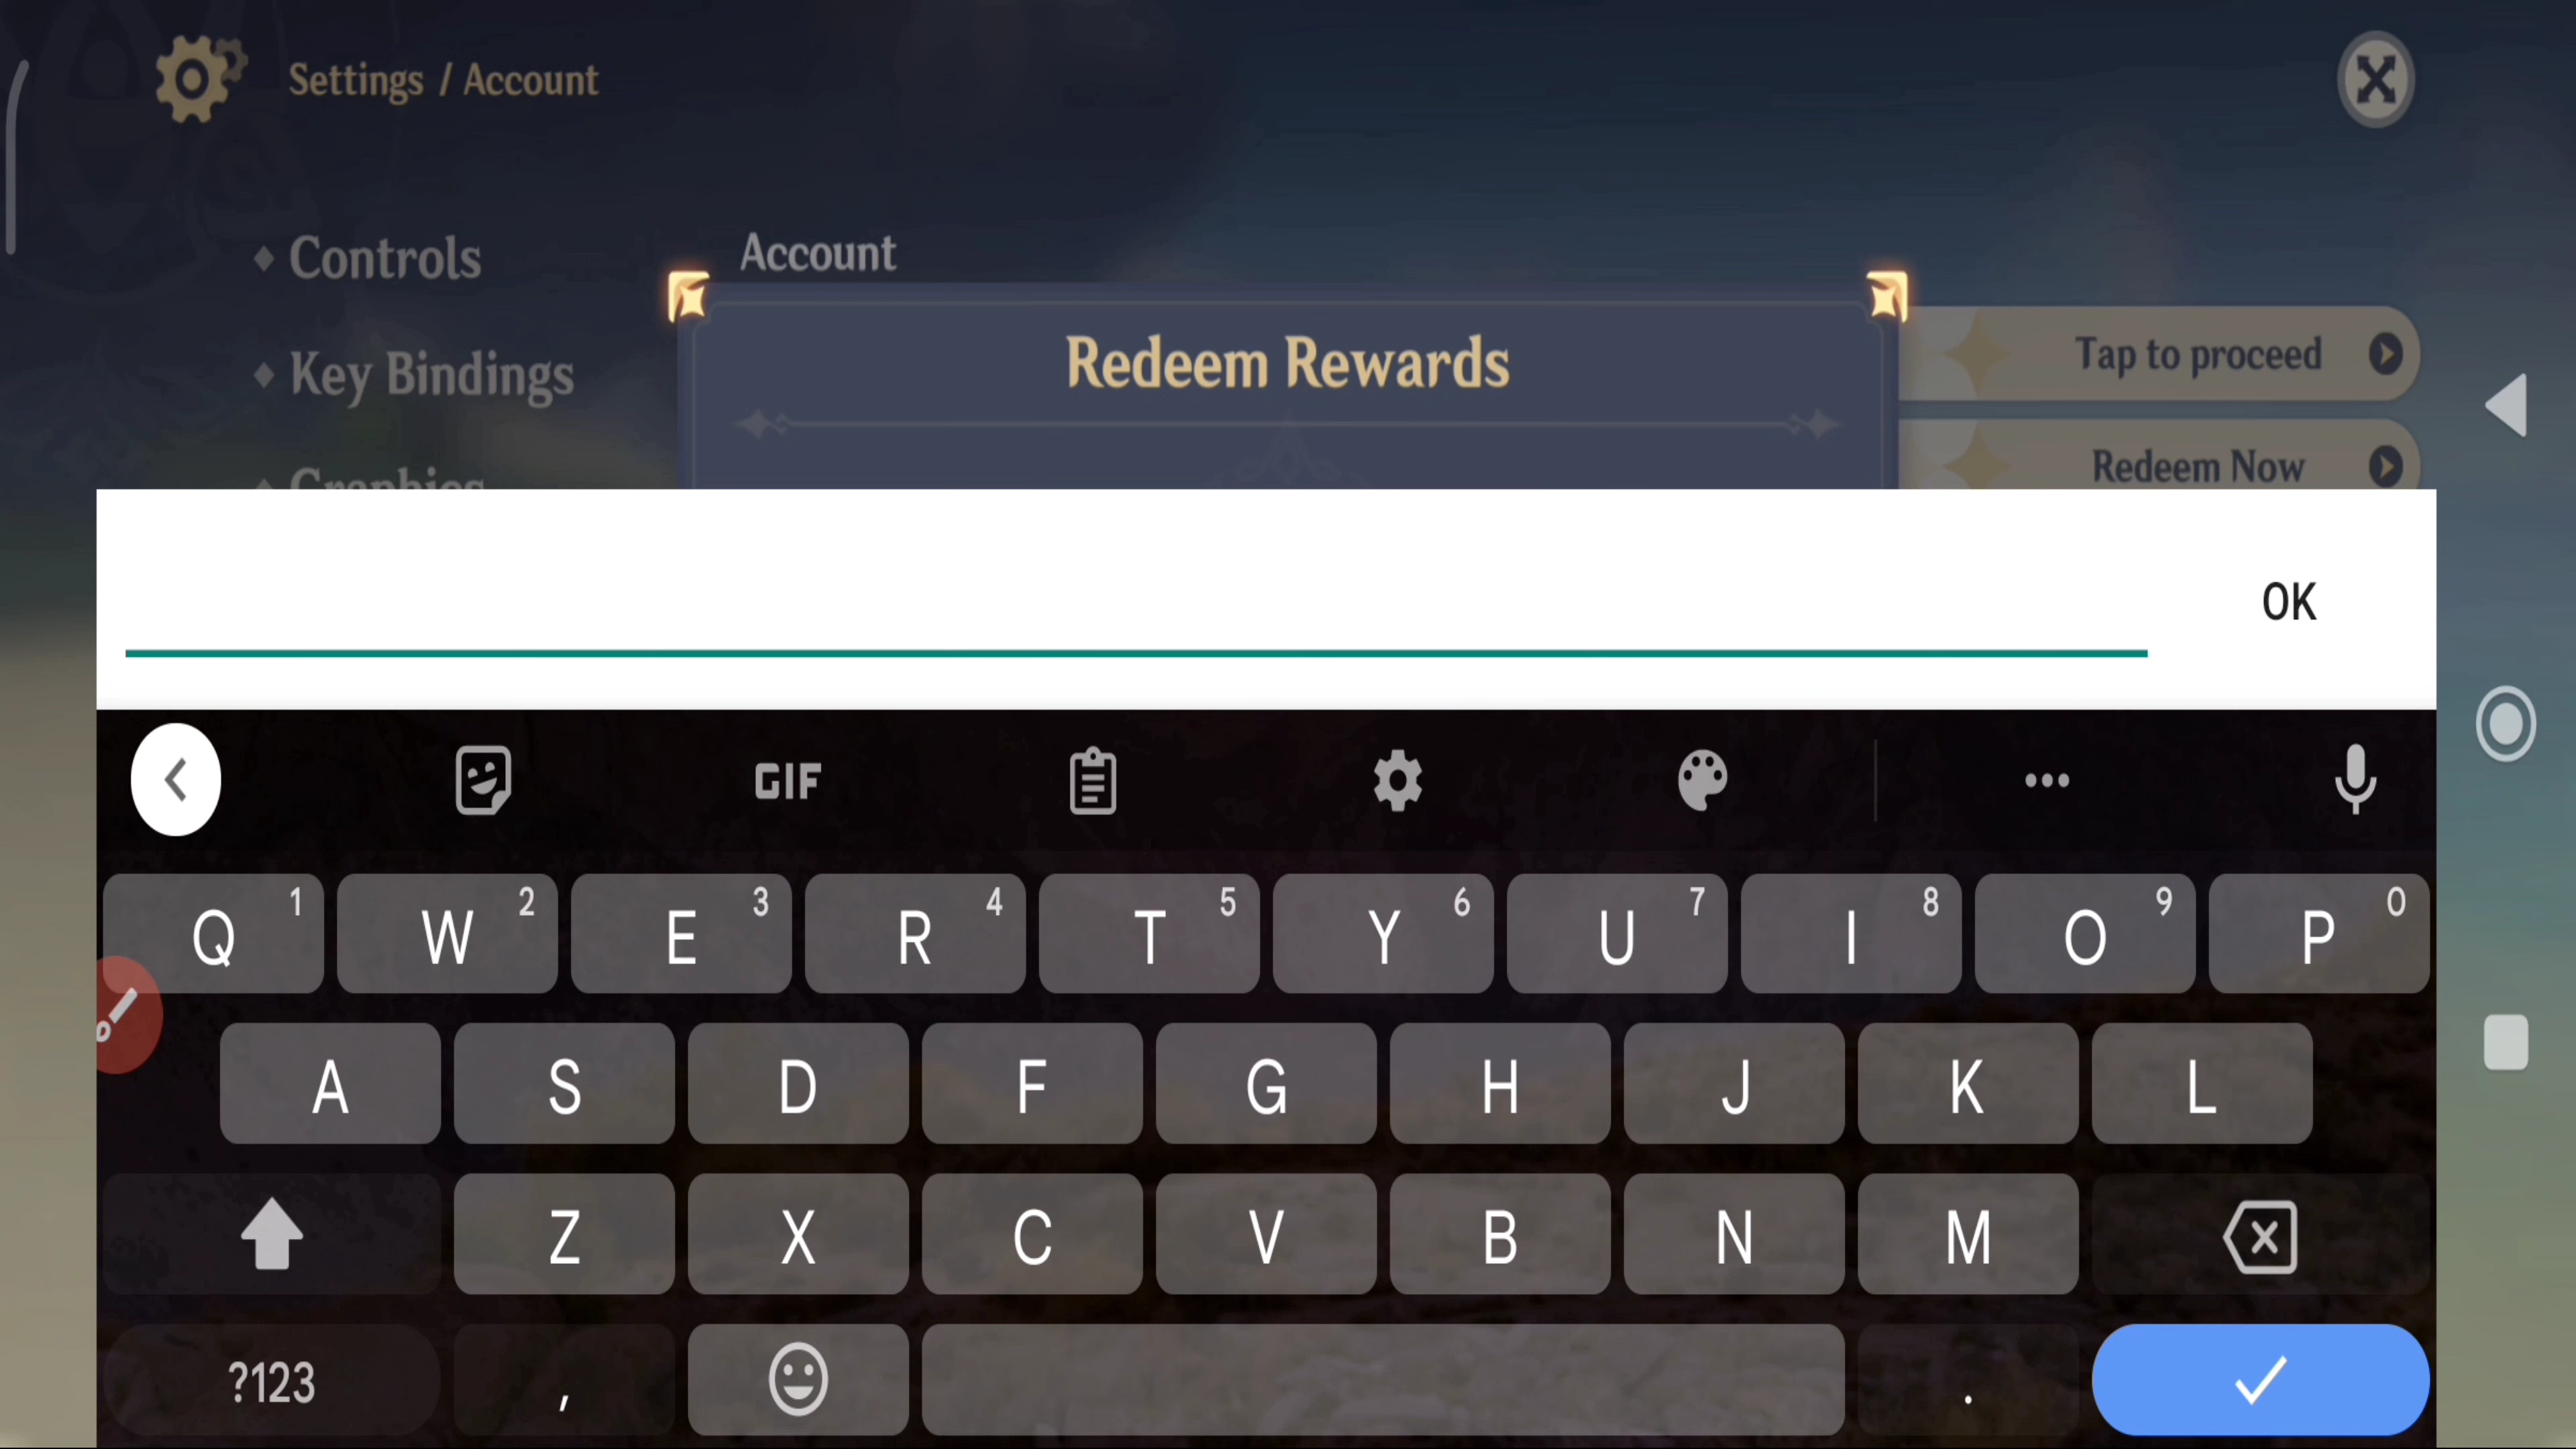 Settings / Account
Controls
Account
Key Bindings
Redeem Rewards
Tap to proceed
Graphics
Redeem Now
OK
GIF
Q 1 W 2 E 3 R 4 T 5 Y 6 U 7 I 8 O 9 P 0
A S D F G H J K L
Z X C V B N M
?123 , .